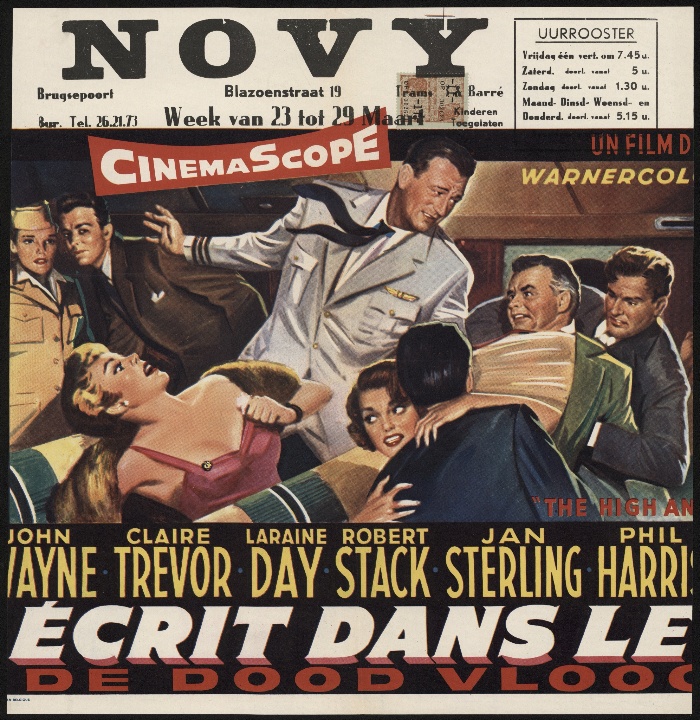 NOVY
Brugsepoort Blazoenstraat 19 Trams Barré
Bur. Tel. 26.21.73 Week van 23 tot 29 Maart Kinderen
toegelaten
UURROOSTER
Vrijdag één vert. om 7.45 u.
Zaterd. doorl. vanaf 5 u.
Zondag doorl. vanaf 1.30 u.
Maand- Dinsd- Woensd- en
Donderd. doorl. vanaf 5.15 u.
CINEMASCOPE
UN FILM D
WARNERCOL
"THE HIGH AN
JOHN CLAIRE LARAINE ROBERT JAN PHIL
WAYNE · TREVOR · DAY · STACK · STERLING · HARRIS
ÉCRIT DANS LE
DE DOOD VLOOG